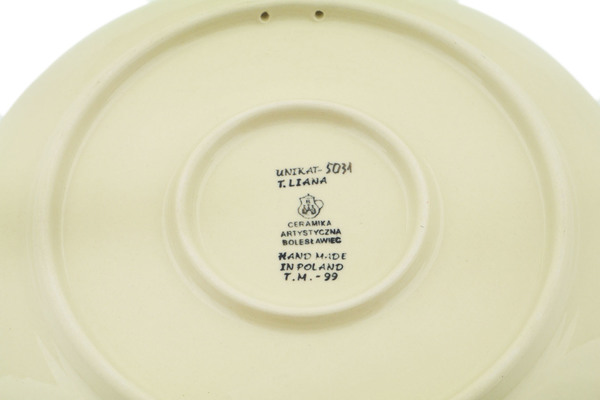 UNIKAT-5031
T. LIANA
CERAMIKA
ARTYSTYCZNA
BOLESŁAWIEC
HAND MADE
IN POLAND
T.M.-99